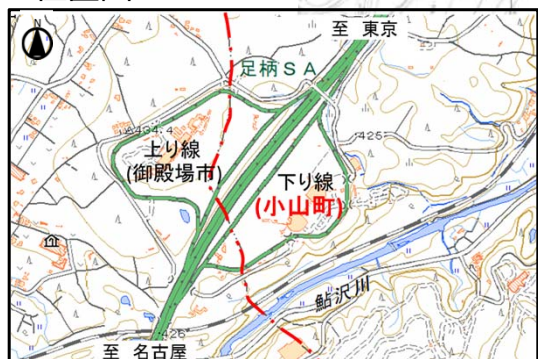 N
至 東京
足柄SA
434.4
425
上り線
(御殿場市)
下り線
(小山町)
鮎沢川
426
至 名古屋